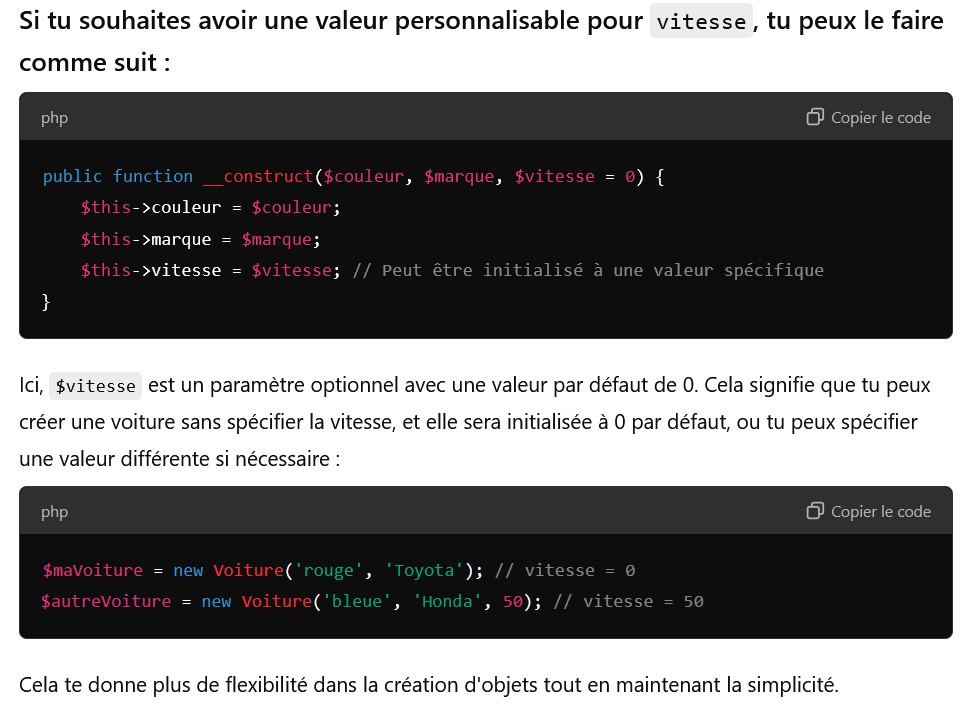 Si tu souhaites avoir une valeur personnalisable pour vitesse, tu peux le faire
comme suit :
php
Copier le code
public function __construct($couleur, $marque, $vitesse = 0) {
    $this->couleur = $couleur;
    $this->marque = $marque;
    $this->vitesse = $vitesse; // Peut être initialisé à une valeur spécifique
}
Ici, $vitesse est un paramètre optionnel avec une valeur par défaut de 0. Cela signifie que tu peux
créer une voiture sans spécifier la vitesse, et elle sera initialisée à 0 par défaut, ou tu peux spécifier
une valeur différente si nécessaire :
php
Copier le code
$maVoiture = new Voiture('rouge', 'Toyota'); // vitesse = 0
$autreVoiture = new Voiture('bleue', 'Honda', 50); // vitesse = 50
Cela te donne plus de flexibilité dans la création d'objets tout en maintenant la simplicité.